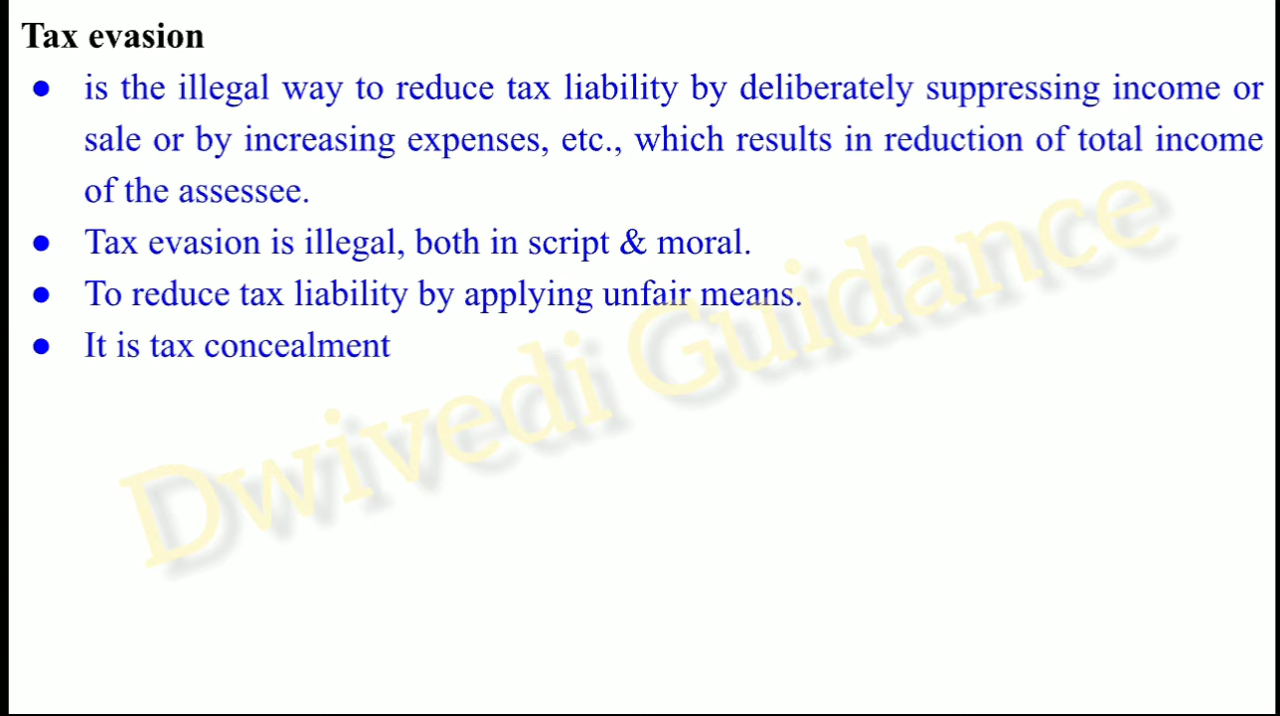 Tax evasion
● is the illegal way to reduce tax liability by deliberately suppressing income or
sale or by increasing expenses, etc., which results in reduction of total income
of the assessee.
● Tax evasion is illegal, both in script & moral.
● To reduce tax liability by applying unfair means.
● It is tax concealment
Dwivedi Guidance